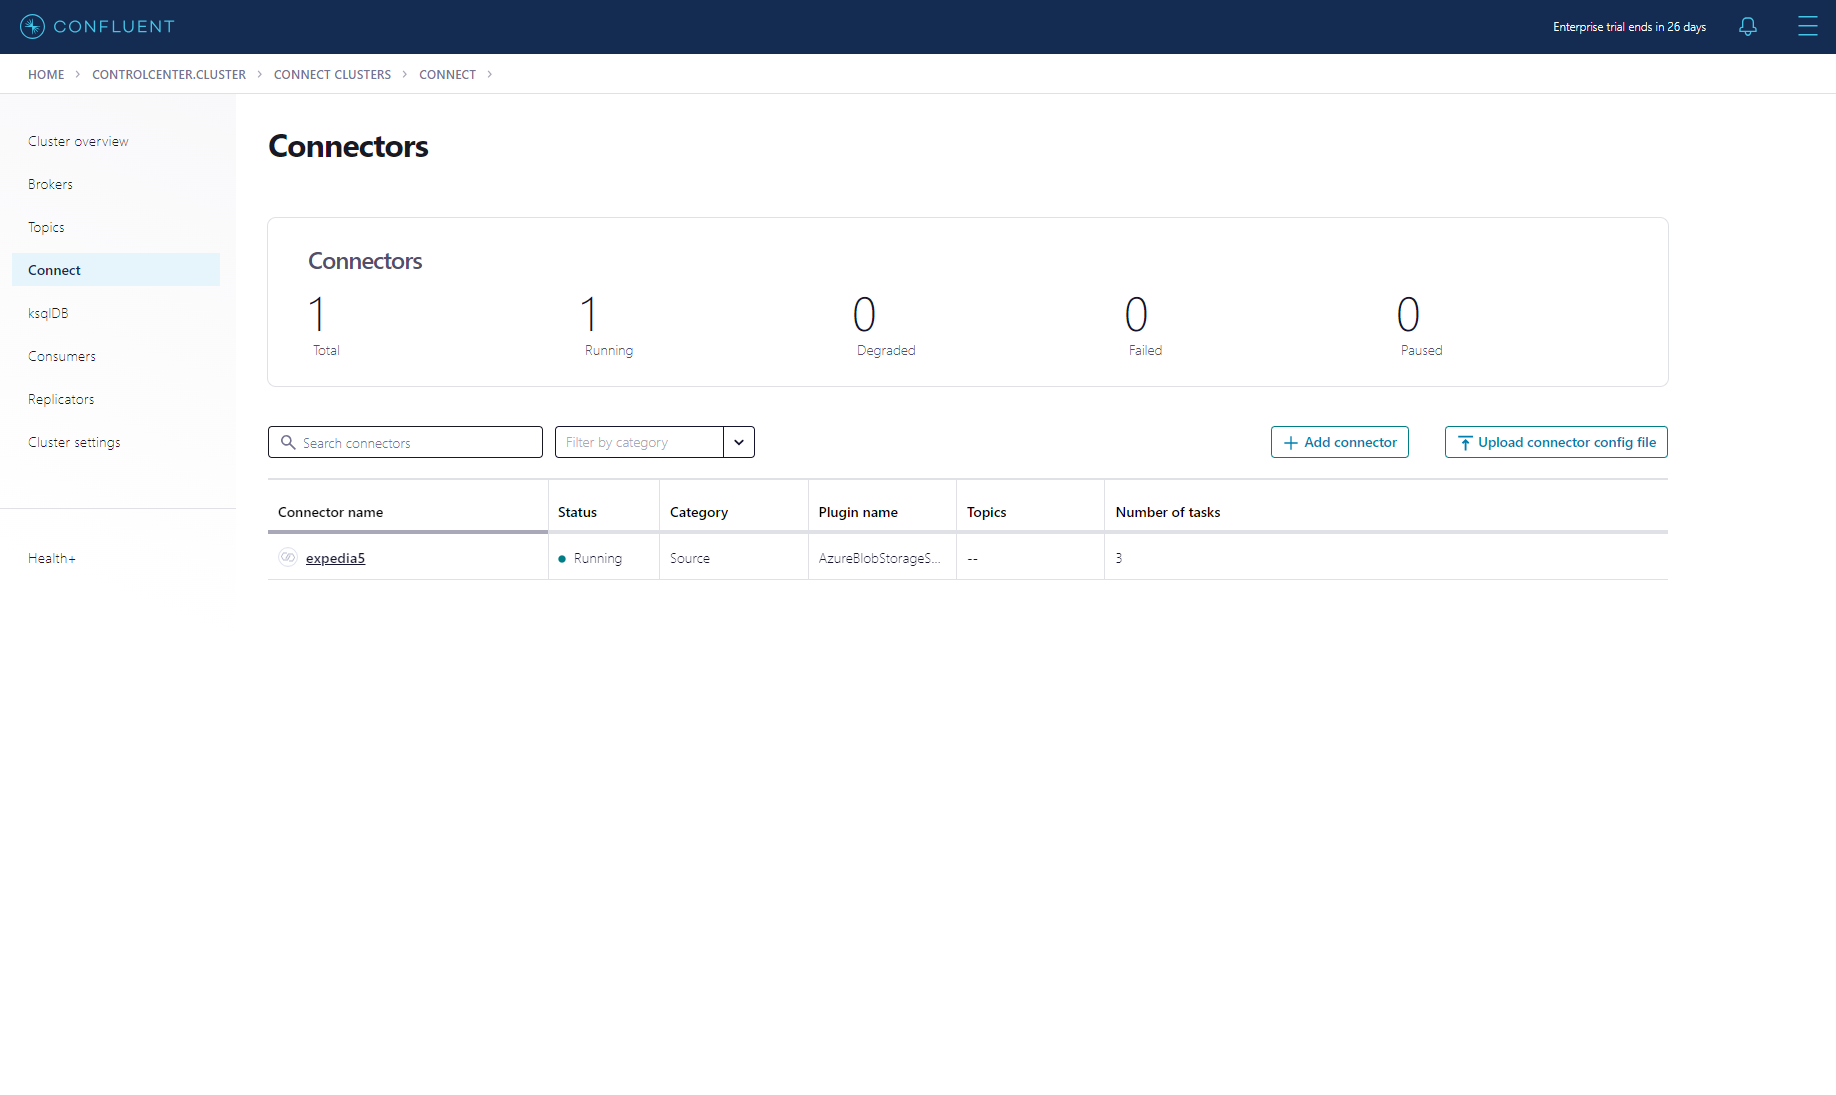 CONFLUENT
Enterprise trial ends in 26 days
HOME > CONTROLCENTER.CLUSTER > CONNECT CLUSTERS > CONNECT >
Cluster overview
Brokers
Topics
Connect
ksqlDB
Consumers
Replicators
Cluster settings
Health+
Connectors
Connectors
1 1 0 0 0
Total Running Degraded Failed Paused
Search connectors Filter by category Add connector Upload connector config file
Connector name Status Category Plugin name Topics Number of tasks
expedia5 Running Source AzureBlobStorageS... -- 3